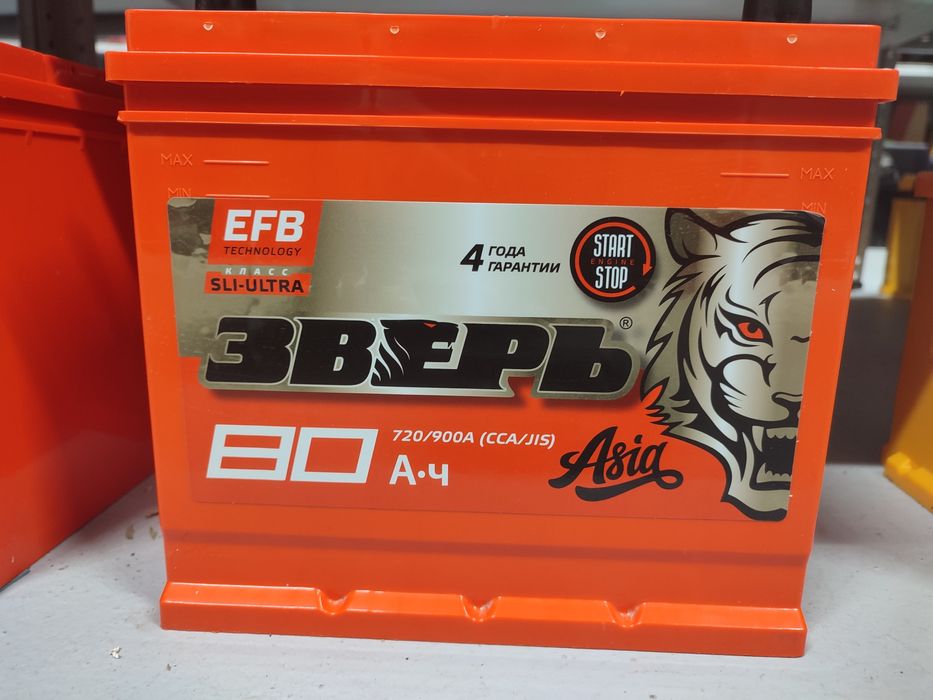 MAX
MAX
MIN
MIN
EFB
TECHNOLOGY
КЛАСС
SLI-ULTRA
4 ГОДА
ГАРАНТИИ
START
ENGINE
STOP
ЗВЕРЬ®
80
720/900А (CCA/JIS)
А•ч
Asia